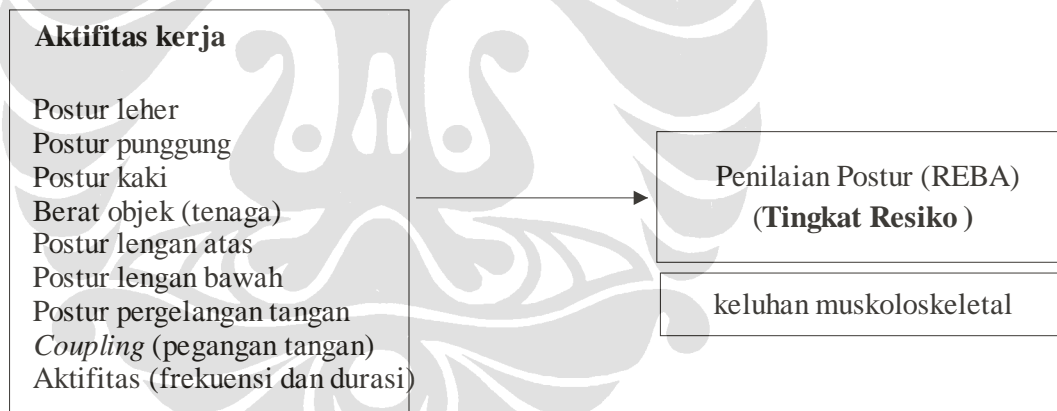 Aktifitas kerja
Postur leher
Postur punggung
Postur kaki
Berat objek (tenaga)
Postur lengan atas
Postur lengan bawah
Postur pergelangan tangan
Coupling (pegangan tangan)
Aktifitas (frekuensi dan durasi)
Penilaian Postur (REBA)
(Tingkat Resiko )
keluhan muskoloskeletal